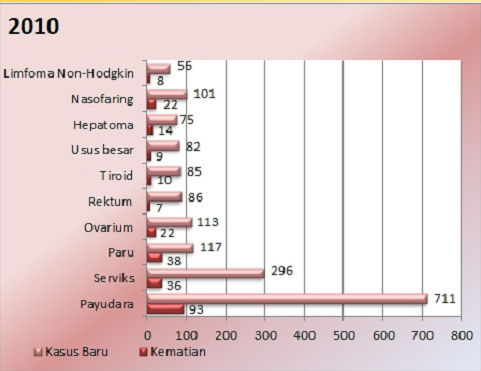 2010
Limfoma Non-Hodgkin 56
8
Nasofaring 101
22
Hepatoma 75
14
Usus besar 82
9
Tiroid 85
10
Rektum 86
7
Ovarium 113
22
Paru 117
38
Serviks 296
36
Payudara 711
93
0 100 200 300 400 500 600 700 800
Kasus Baru Kematian